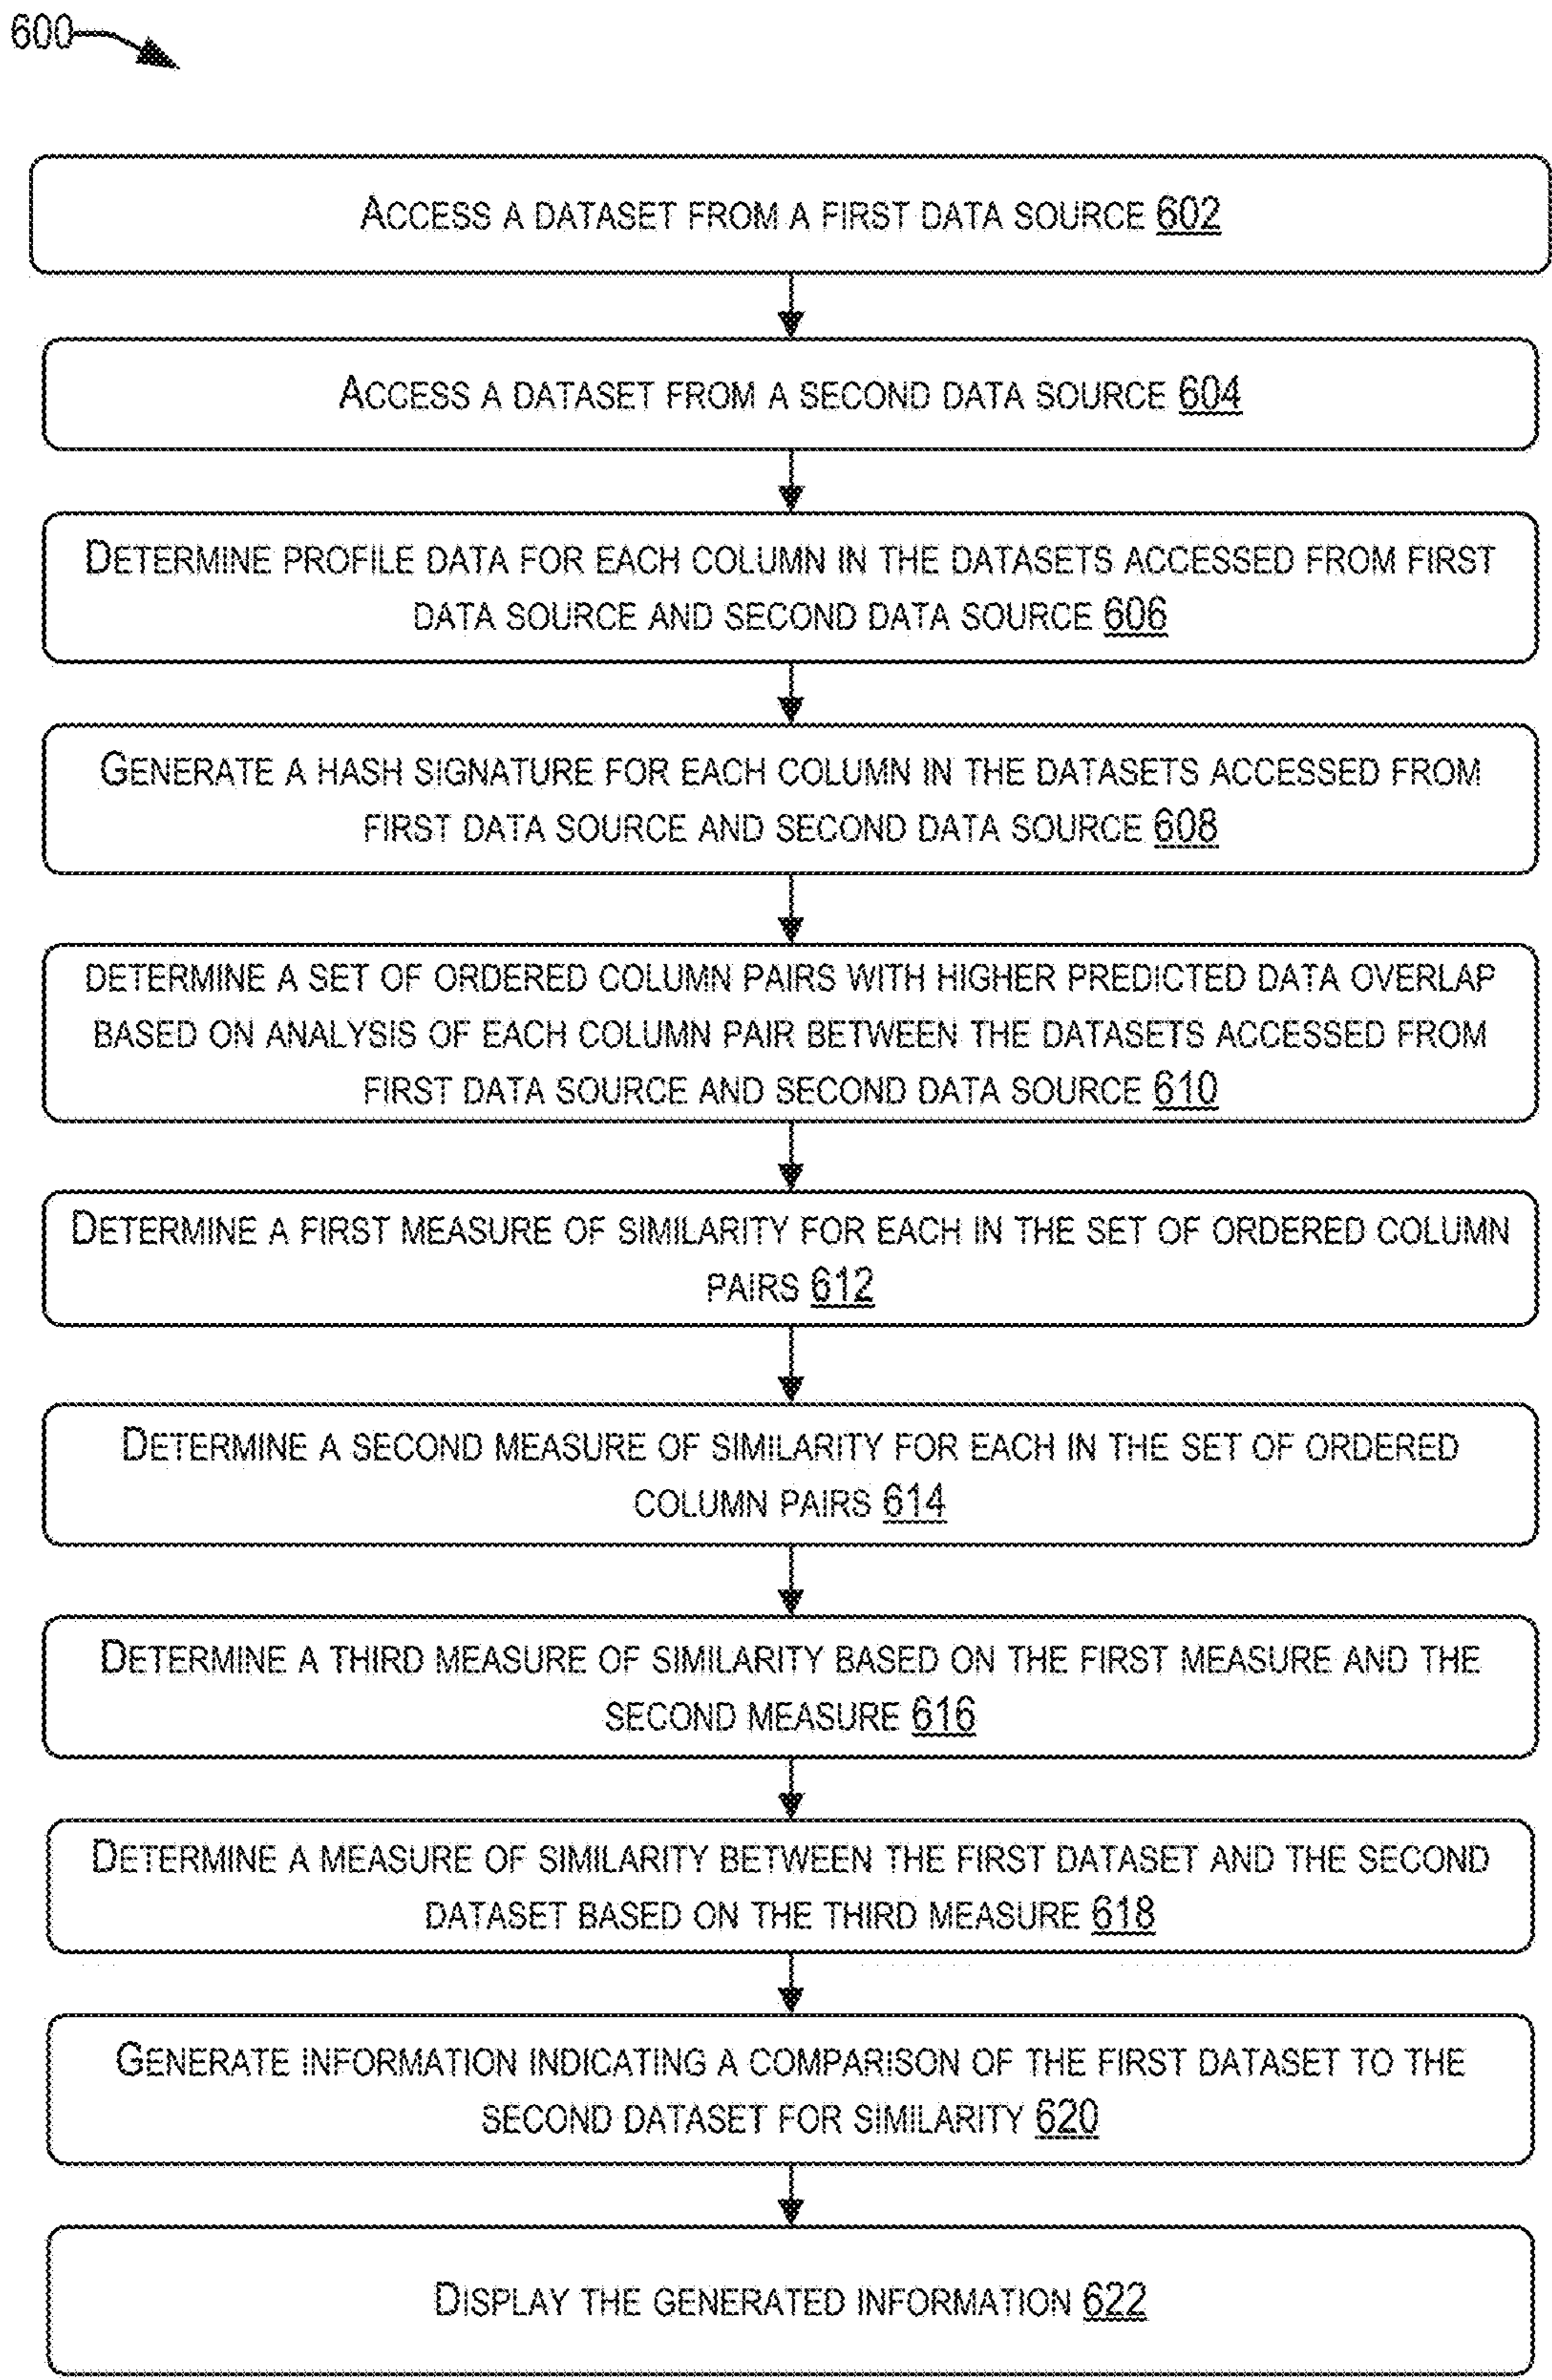 600
ACCESS A DATASET FROM A FIRST DATA SOURCE 602
ACCESS A DATASET FROM A SECOND DATA SOURCE 604
DETERMINE PROFILE DATA FOR EACH COLUMN IN THE DATASETS ACCESSED FROM FIRST
DATA SOURCE AND SECOND DATA SOURCE 606
GENERATE A HASH SIGNATURE FOR EACH COLUMN IN THE DATASETS ACCESSED FROM
FIRST DATA SOURCE AND SECOND DATA SOURCE 608
DETERMINE A SET OF ORDERED COLUMN PAIRS WITH HIGHER PREDICTED DATA OVERLAP
BASED ON ANALYSIS OF EACH COLUMN PAIR BETWEEN THE DATASETS ACCESSED FROM
FIRST DATA SOURCE AND SECOND DATA SOURCE 610
DETERMINE A FIRST MEASURE OF SIMILARITY FOR EACH IN THE SET OF ORDERED COLUMN
PAIRS 612
DETERMINE A SECOND MEASURE OF SIMILARITY FOR EACH IN THE SET OF ORDERED
COLUMN PAIRS 614
DETERMINE A THIRD MEASURE OF SIMILARITY BASED ON THE FIRST MEASURE AND THE
SECOND MEASURE 616
DETERMINE A MEASURE OF SIMILARITY BETWEEN THE FIRST DATASET AND THE SECOND
DATASET BASED ON THE THIRD MEASURE 618
GENERATE INFORMATION INDICATING A COMPARISON OF THE FIRST DATASET TO THE
SECOND DATASET FOR SIMILARITY 620
DISPLAY THE GENERATED INFORMATION 622